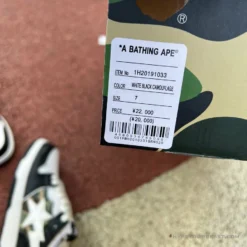 "A BATHING APE"
ITEM No 1H20191033
COLOR WHITE BLACK CAMOUFLAGE
SIZE 7
PRICE ¥22,000
(¥20,000)